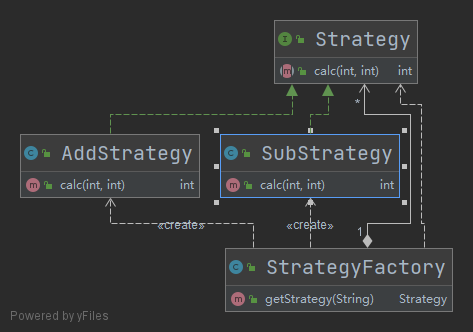 Strategy
calc(int, int) int
*
AddStrategy
calc(int, int) int
SubStrategy
calc(int, int) int
«create»
«create»
1
StrategyFactory
getStrategy(String) Strategy
Powered by yFiles